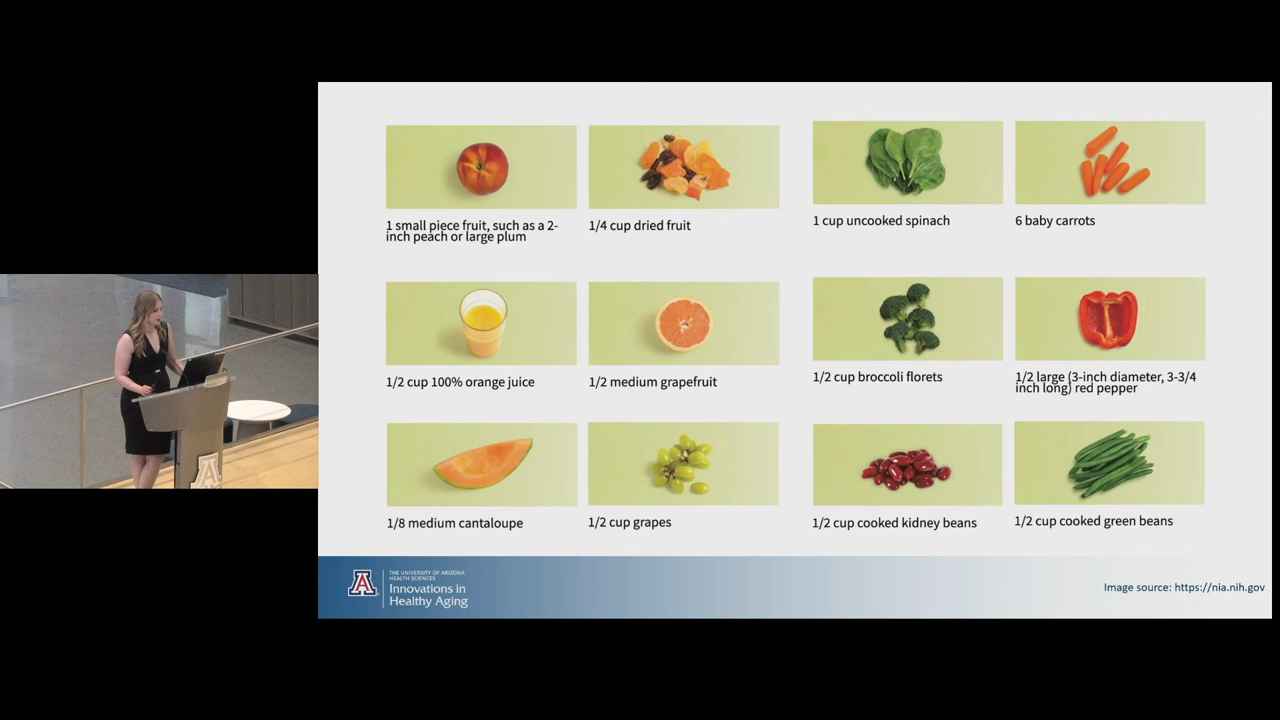 1 small piece fruit, such as a 2-
inch peach or large plum
1/4 cup dried fruit
1 cup uncooked spinach
6 baby carrots
1/2 cup 100% orange juice
1/2 medium grapefruit
1/2 cup broccoli florets
1/2 large (3-inch diameter, 3-3/4
inch long) red pepper
1/8 medium cantaloupe
1/2 cup grapes
1/2 cup cooked kidney beans
1/2 cup cooked green beans
A
THE UNIVERSITY OF ARIZONA
HEALTH SCIENCES
Innovations in
Healthy Aging
Image source: https://nia.nih.gov
A